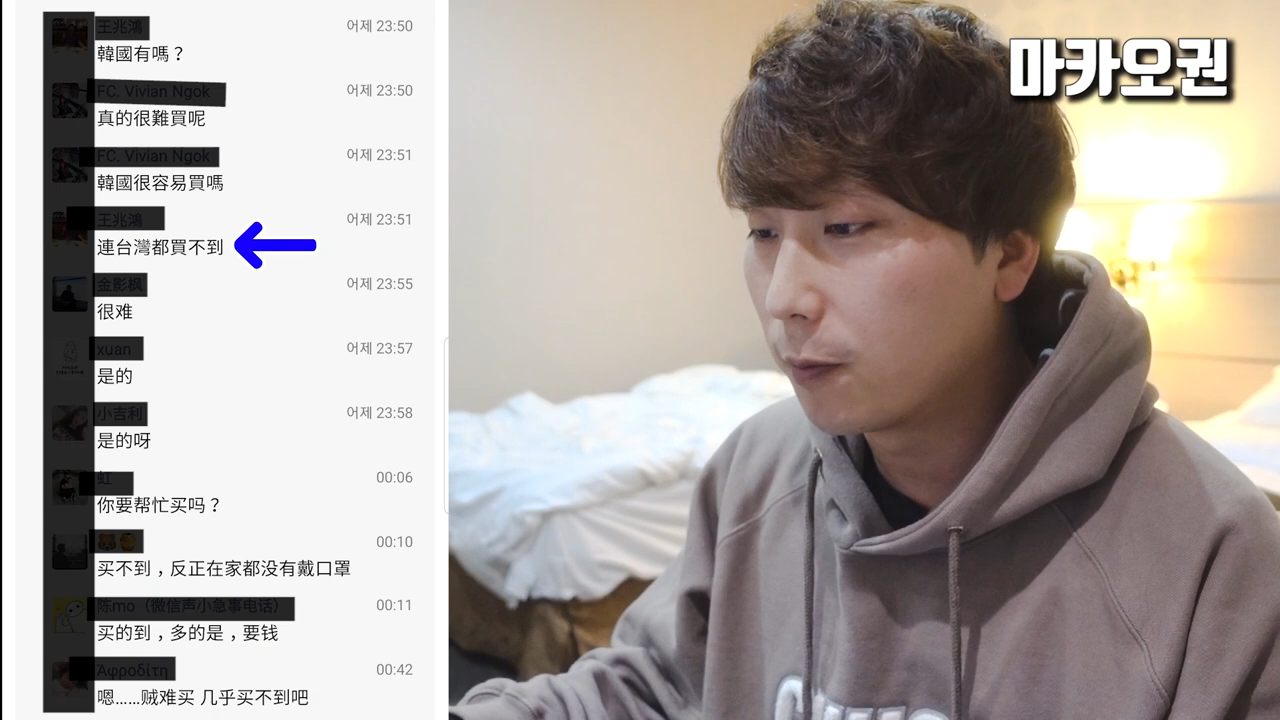 王兆鴻
어제 23:50
韓國有嗎？
FC. Vivian Ngok
어제 23:50
真的很難買呢
FC. Vivian Ngok
어제 23:51
韓國很容易買嗎
王兆鴻
어제 23:51
連台灣都買不到
金影枫
어제 23:55
很难
xuan
어제 23:57
是的
小吉利
어제 23:58
是的呀
虹
00:06
你要帮忙买吗？
00:10
买不到，反正在家都没有戴口罩
陈mo（微信声小急事电话）
00:11
买的到，多的是，要钱
Άφροδίτη
00:42
嗯……贼难买 几乎买不到吧
마카오권